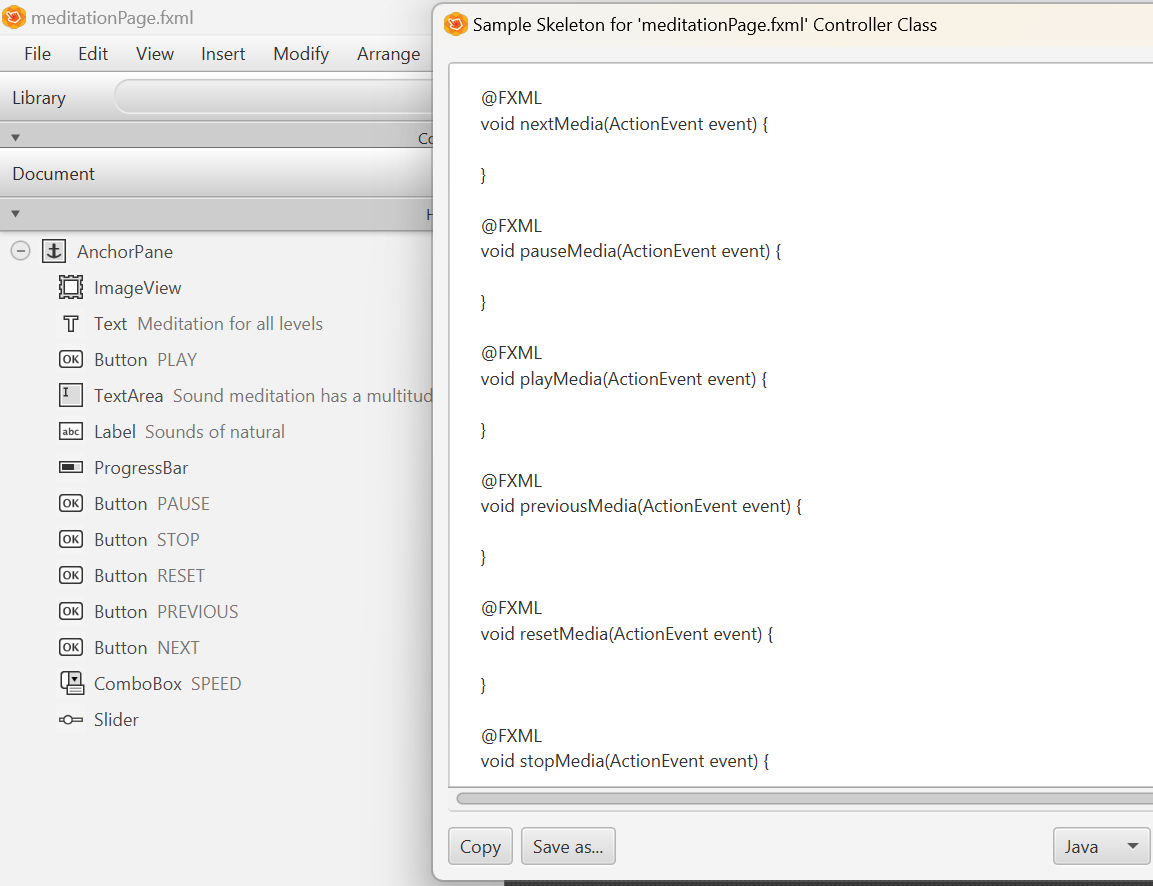 meditationPage.fxml
File Edit View Insert Modify Arrange
Library
Document
AnchorPane
ImageView
Text Meditation for all levels
OK Button PLAY
TextArea Sound meditation has a multitud
abc Label Sounds of natural
ProgressBar
OK Button PAUSE
OK Button STOP
OK Button RESET
OK Button PREVIOUS
OK Button NEXT
ComboBox SPEED
Slider
Sample Skeleton for 'meditationPage.fxml' Controller Class
@FXML
void nextMedia(ActionEvent event) {
}
@FXML
void pauseMedia(ActionEvent event) {
}
@FXML
void playMedia(ActionEvent event) {
}
@FXML
void previousMedia(ActionEvent event) {
}
@FXML
void resetMedia(ActionEvent event) {
}
@FXML
void stopMedia(ActionEvent event) {
Copy Save as... Java